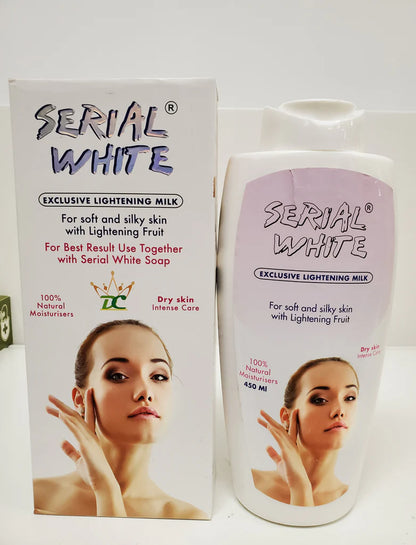 SERIAL®
WHITE
EXCLUSIVE LIGHTENING MILK
For soft and silky skin
with Lightening Fruit
For Best Result Use Together
with Serial White Soap
100%
Natural
Moisturisers
DC
Dry skin
Intense Care
SERIAL®
WHITE
EXCLUSIVE LIGHTENING MILK
For soft and silky skin
with Lightening Fruit
100%
Natural
Moisturisers
450 Ml
Dry skin
Intense Care